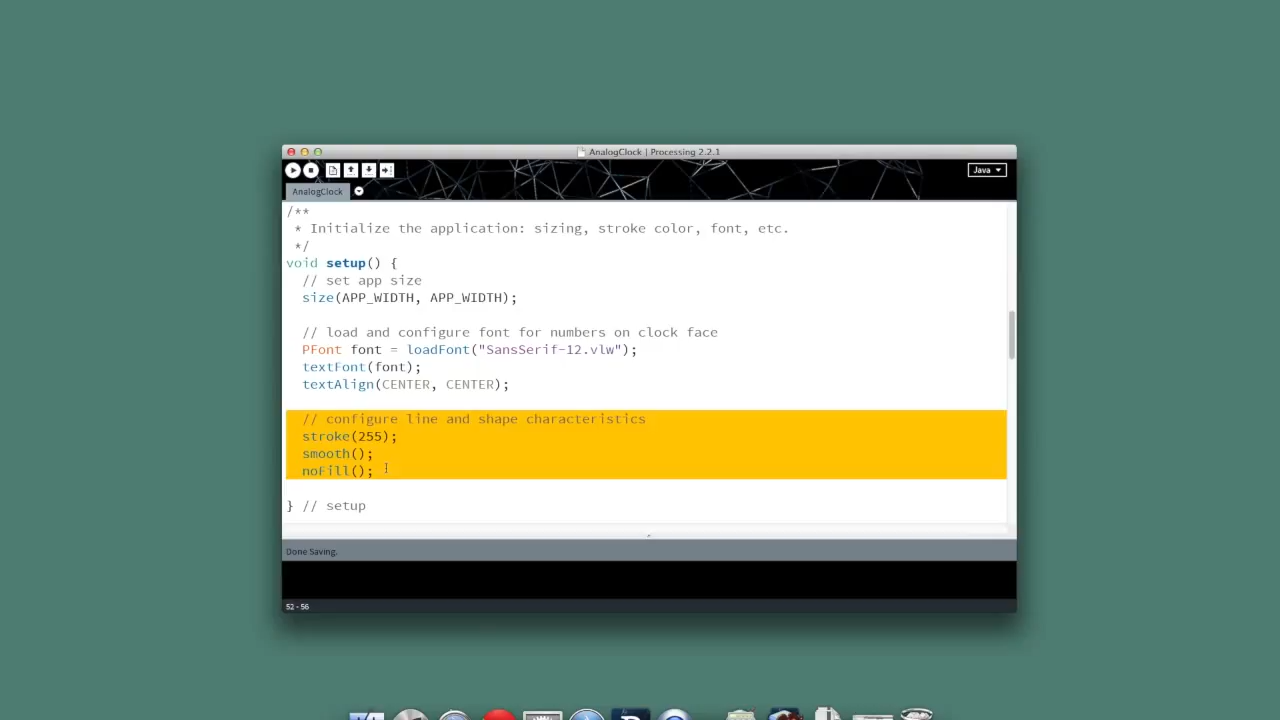 AnalogClock | Processing 2.2.1
Java
AnalogClock
/**
 * Initialize the application: sizing, stroke color, font, etc.
 */
void setup() {
  // set app size
  size(APP_WIDTH, APP_WIDTH);
  // load and configure font for numbers on clock face
  PFont font = loadFont("SansSerif-12.vlw");
  textFont(font);
  textAlign(CENTER, CENTER);
  // configure line and shape characteristics
  stroke(255);
  smooth();
  noFill();
} // setup
Done Saving.
52 - 56